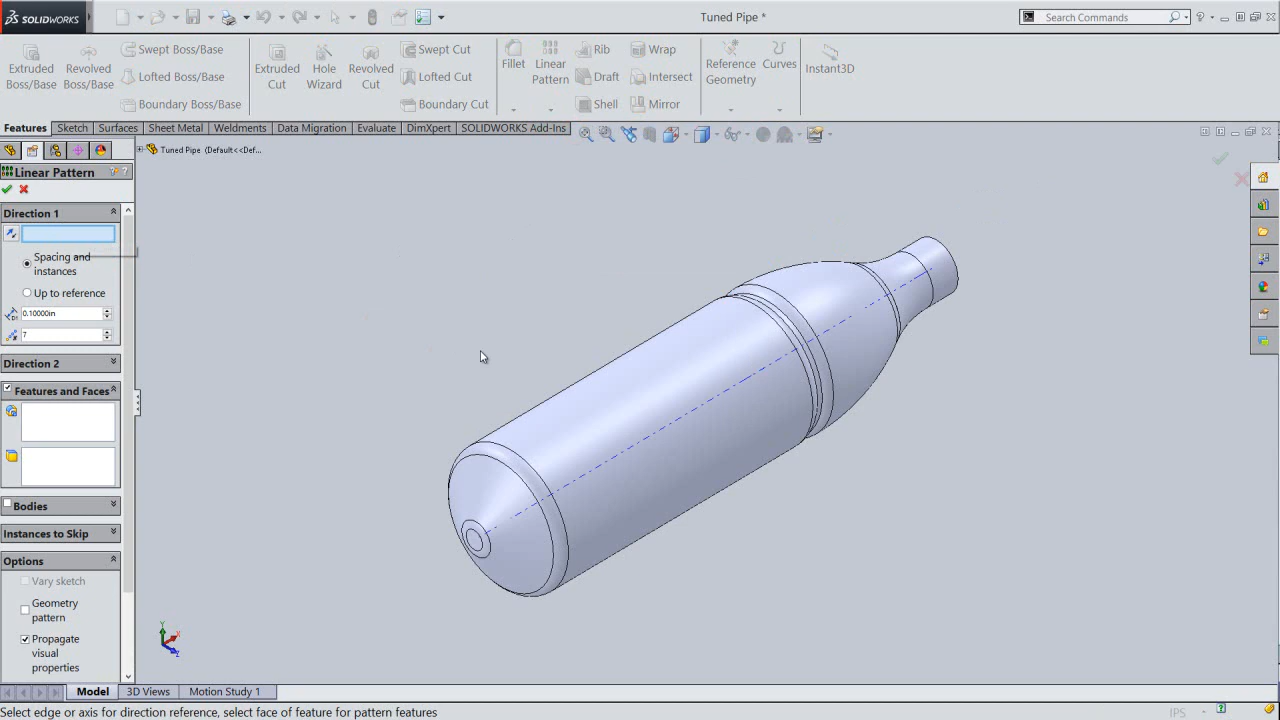 SOLIDWORKS
Tuned Pipe *
Search Commands
Extruded Boss/Base
Revolved Boss/Base
Swept Boss/Base
Lofted Boss/Base
Boundary Boss/Base
Extruded Cut
Hole Wizard
Revolved Cut
Swept Cut
Lofted Cut
Boundary Cut
Fillet
Linear Pattern
Rib
Draft
Shell
Wrap
Intersect
Mirror
Reference Geometry
Curves
Instant3D
Features Sketch Surfaces Sheet Metal Weldments Data Migration Evaluate DimXpert SOLIDWORKS Add-Ins
Tuned Pipe (Default<<Def...
Linear Pattern
Direction 1
Spacing and
instances
Up to reference
0.10000in
7
Direction 2
Features and Faces
Bodies
Instances to Skip
Options
Vary sketch
Geometry
pattern
Propagate
visual
properties
Model 3D Views Motion Study 1
Select edge or axis for direction reference, select face of feature for pattern features
IPS